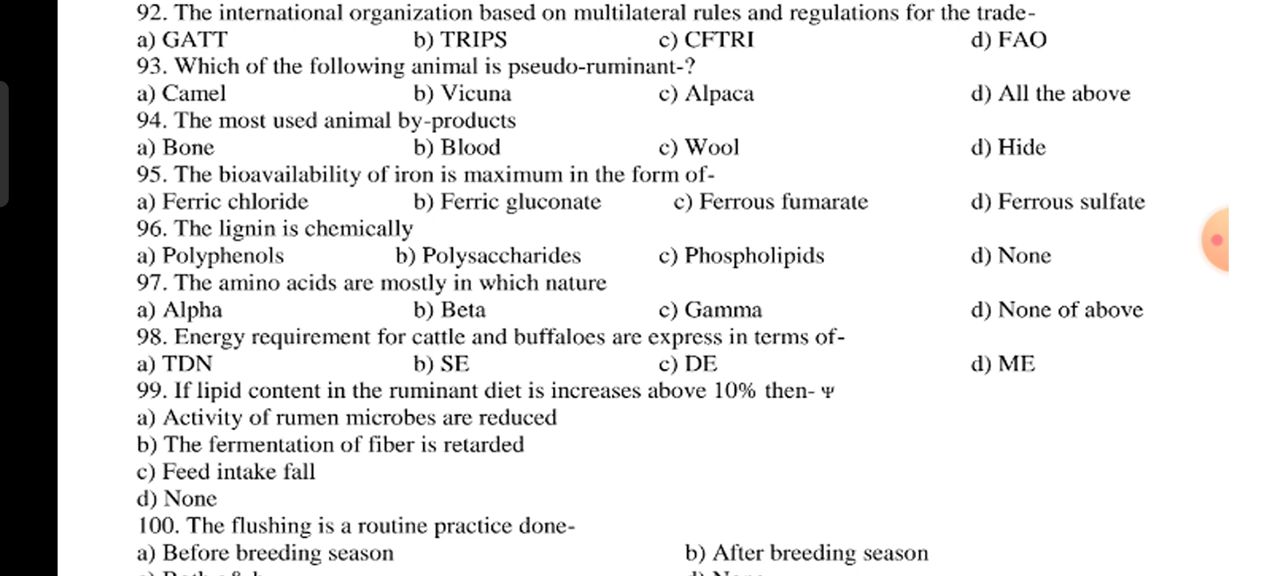 92. The international organization based on multilateral rules and regulations for the trade-
a) GATT b) TRIPS c) CFTRI d) FAO
93. Which of the following animal is pseudo-ruminant-?
a) Camel b) Vicuna c) Alpaca d) All the above
94. The most used animal by-products
a) Bone b) Blood c) Wool d) Hide
95. The bioavailability of iron is maximum in the form of-
a) Ferric chloride b) Ferric gluconate c) Ferrous fumarate d) Ferrous sulfate
96. The lignin is chemically
a) Polyphenols b) Polysaccharides c) Phospholipids d) None
97. The amino acids are mostly in which nature
a) Alpha b) Beta c) Gamma d) None of above
98. Energy requirement for cattle and buffaloes are express in terms of-
a) TDN b) SE c) DE d) ME
99. If lipid content in the ruminant diet is increases above 10% then- Ψ
a) Activity of rumen microbes are reduced
b) The fermentation of fiber is retarded
c) Feed intake fall
d) None
100. The flushing is a routine practice done-
a) Before breeding season b) After breeding season